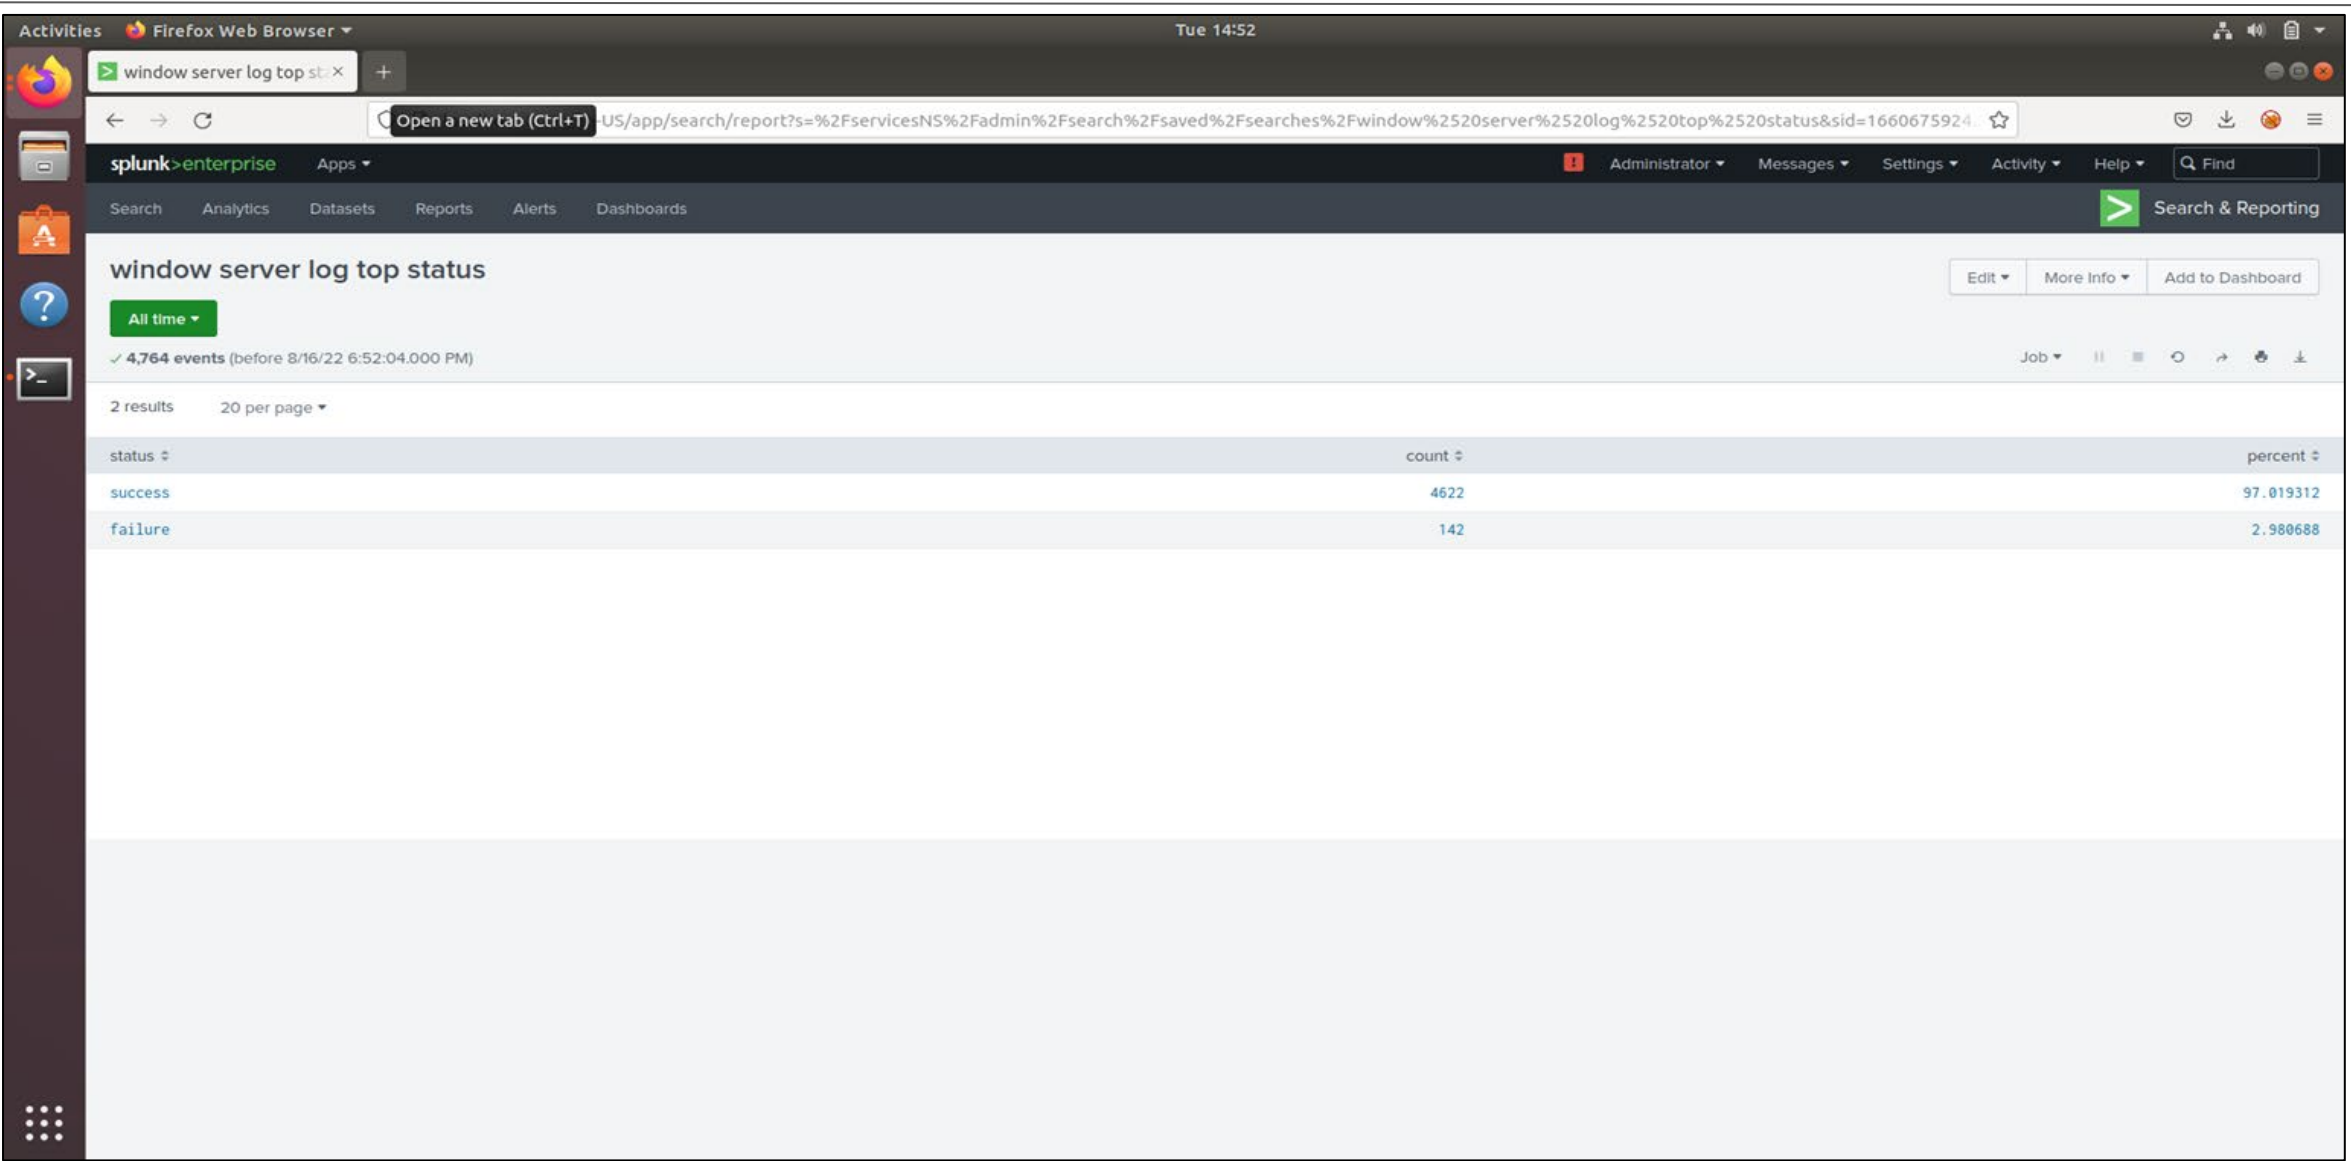 Activities Firefox Web Browser Tue 14:52
window server log top st
Open a new tab (Ctrl+T) -US/app/search/report?s=%2FservicesNS%2Fadmin%2Fsearch%2Fsaved%2Fsearches%2Fwindow%2520server%2520log%2520top%2520status&sid=1660675924
splunk>enterprise Apps Administrator Messages Settings Activity Help Find
Search Analytics Datasets Reports Alerts Dashboards Search & Reporting
window server log top status
Edit More Info Add to Dashboard
All time
4,764 events (before 8/16/22 6:52:04.000 PM) Job
2 results 20 per page
status count percent
success 4622 97.019312
failure 142 2.980688